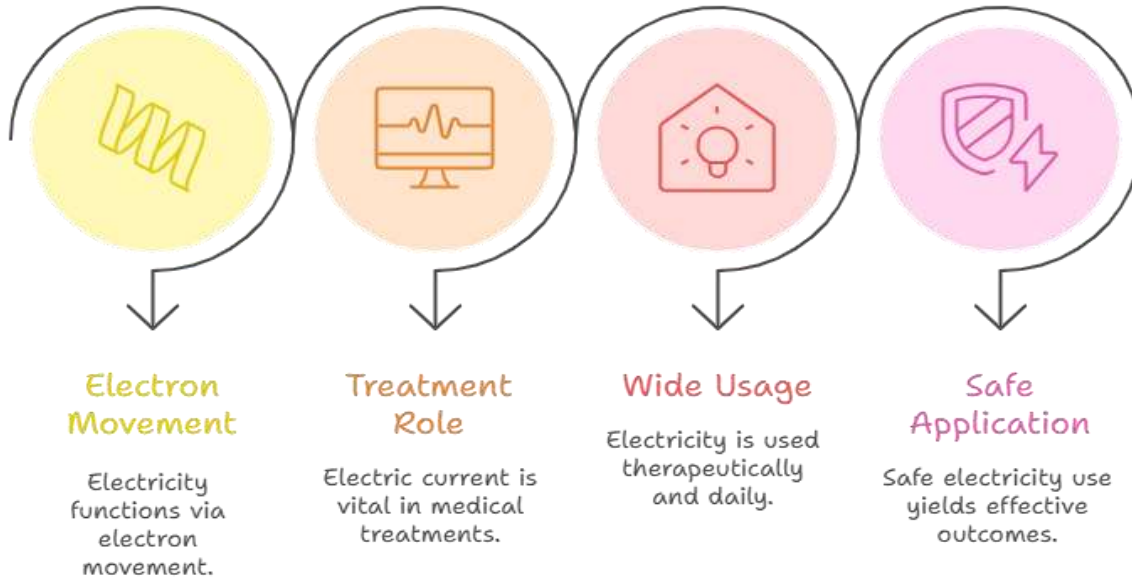 Electron
Movement
Electricity
functions via
electron
movement.
Treatment
Role
Electric current is
vital in medical
treatments.
Wide Usage
Electricity is used
therapeutically
and daily.
Safe
Application
Safe electricity use
yields effective
outcomes.